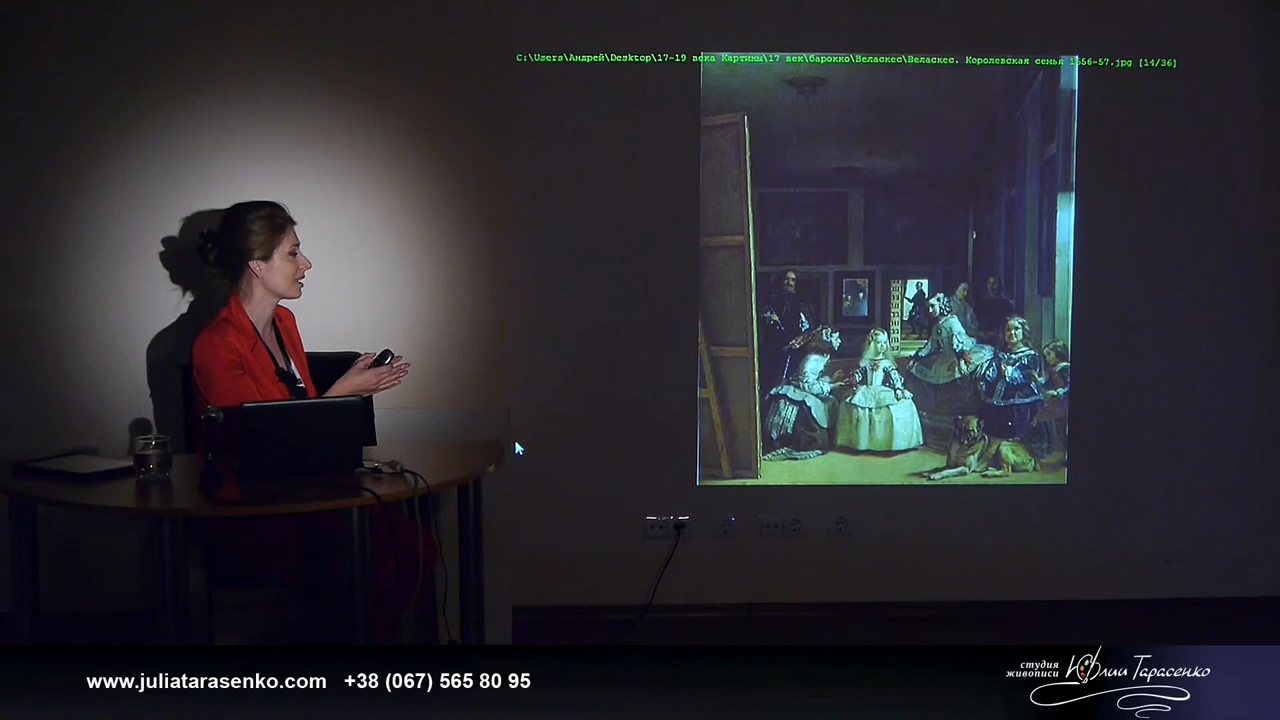 C:\Users\Андрей\Desktop\17-19 века Картины\17 век\барокко\Веласкес\Веласкес. Королевская семья 1656-57.jpg [14/36]
www.juliatarasenko.com +38 (067) 565 80 95
студия
живописи Юлии Тарасенко